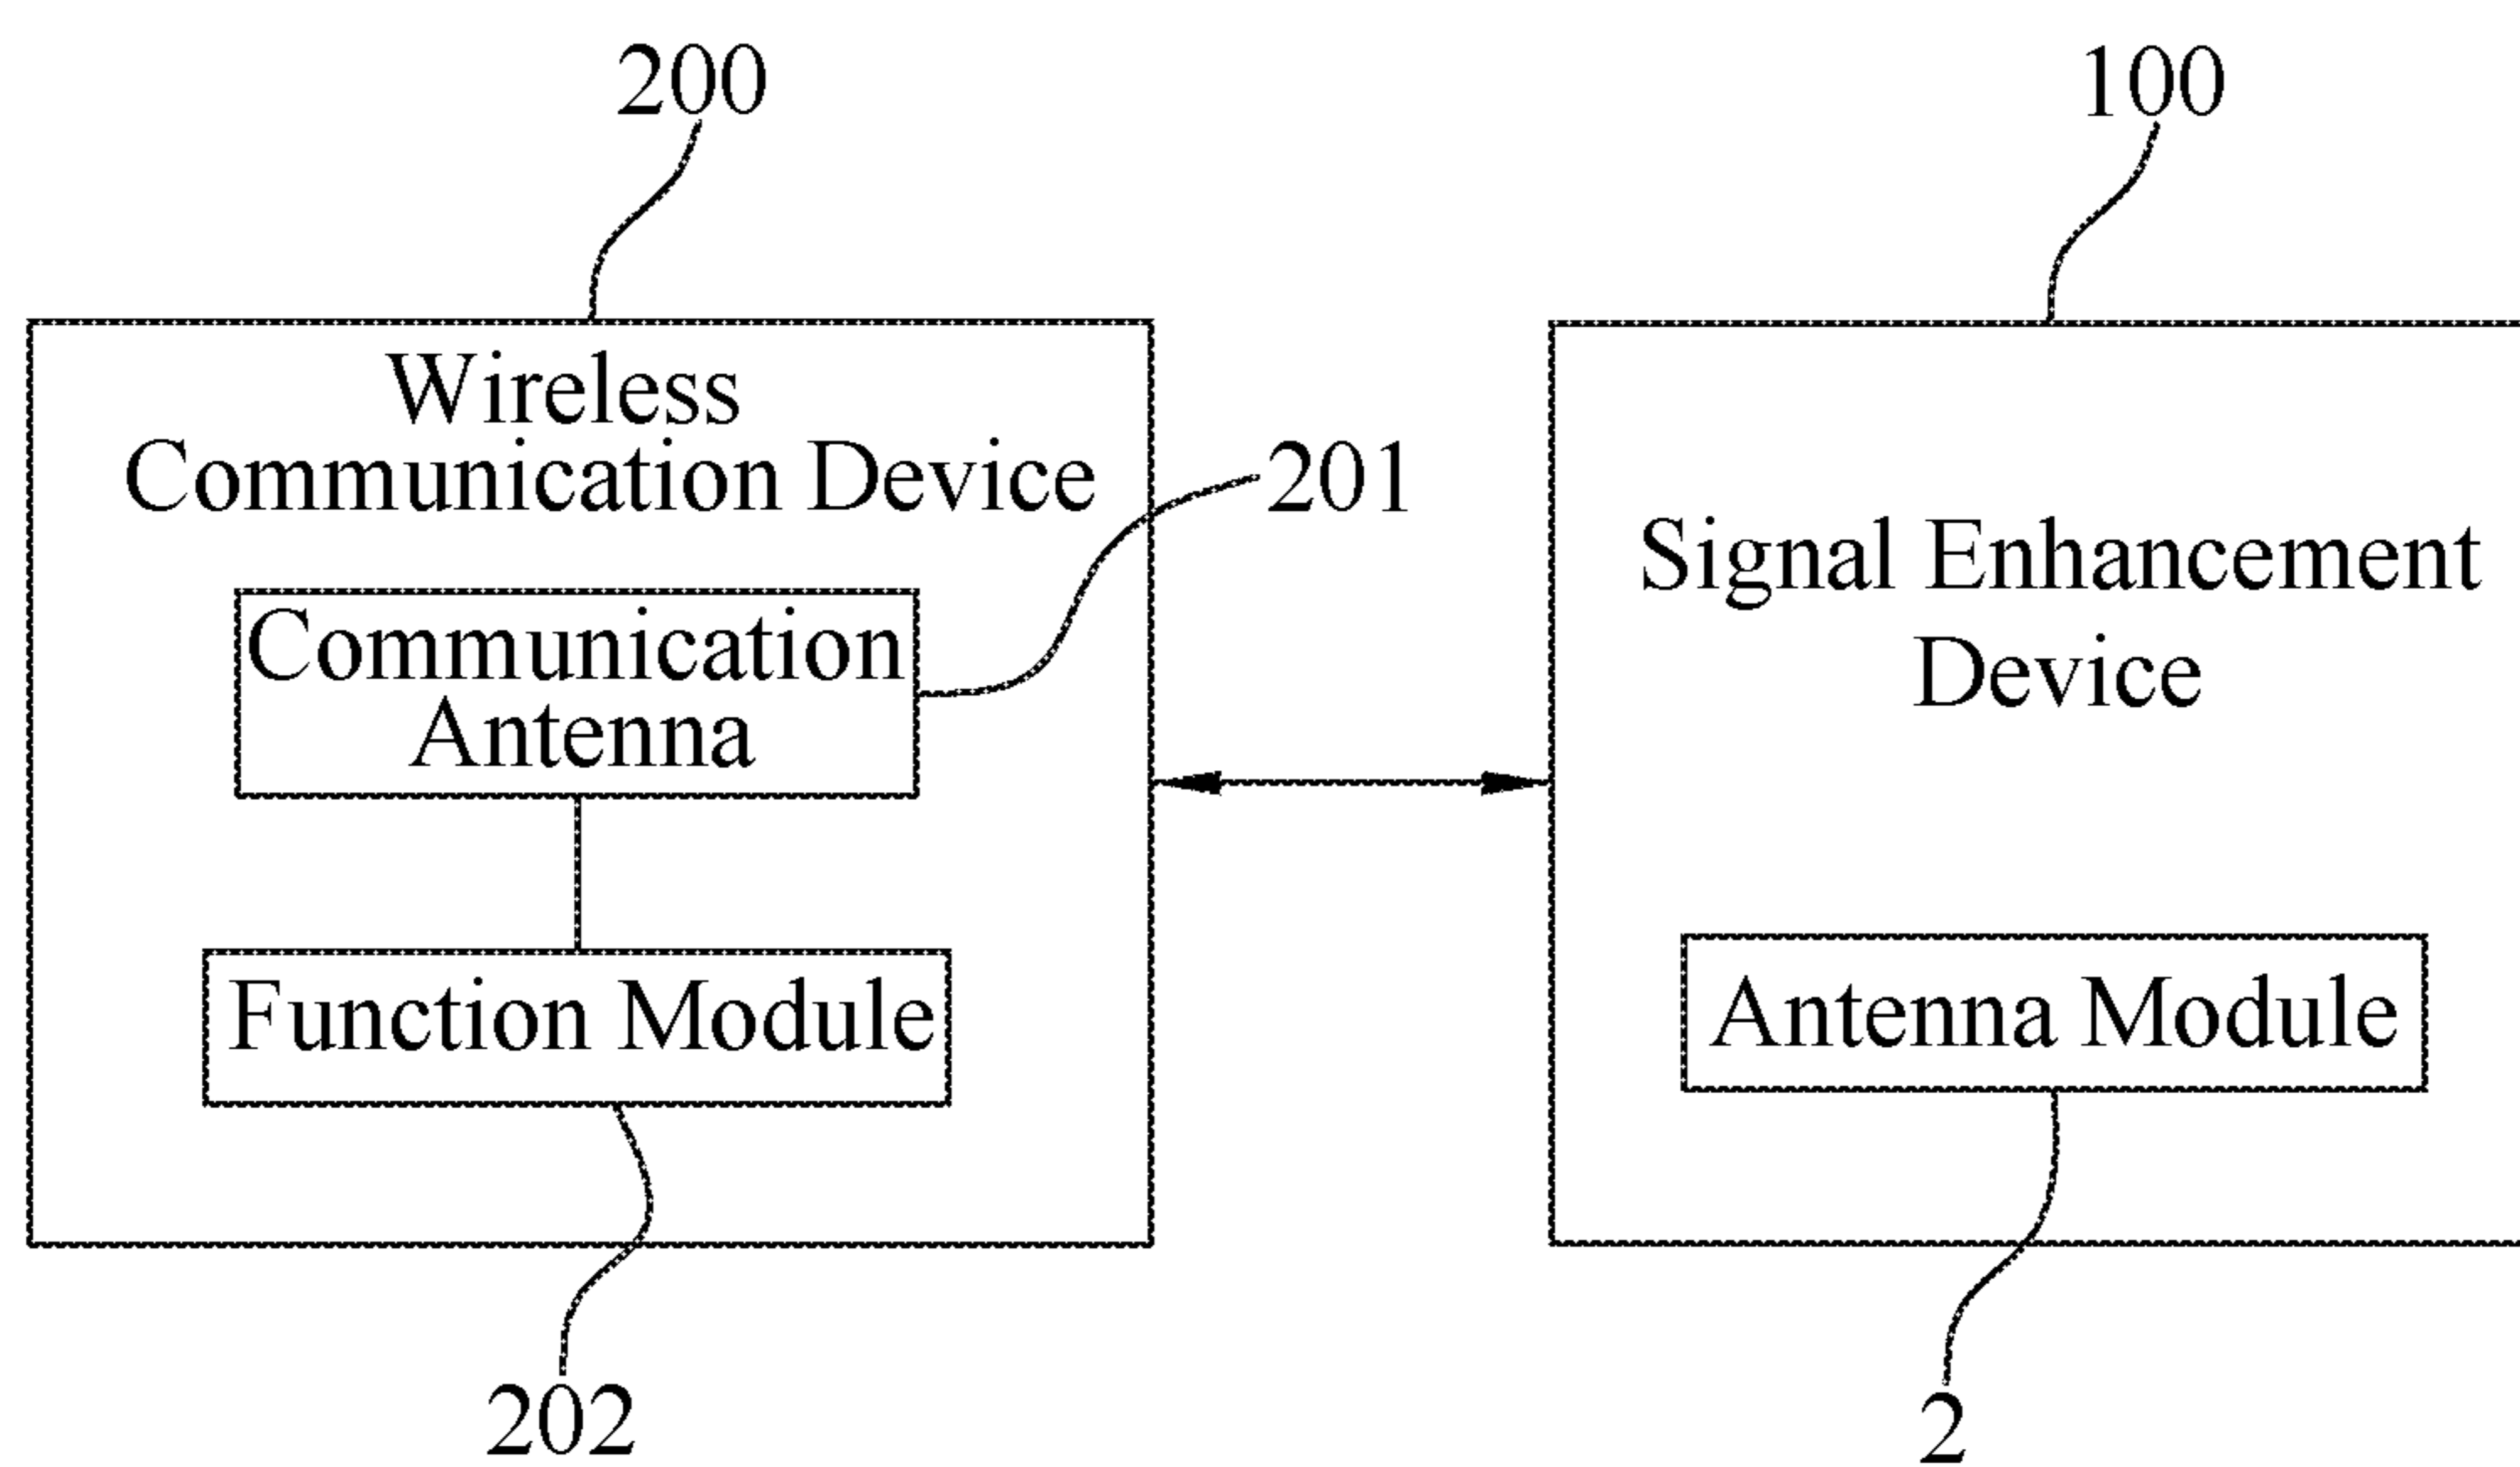 200
100
Wireless
Communication Device
201
Signal Enhancement
Device
Communication
Antenna
Function Module
Antenna Module
202
2